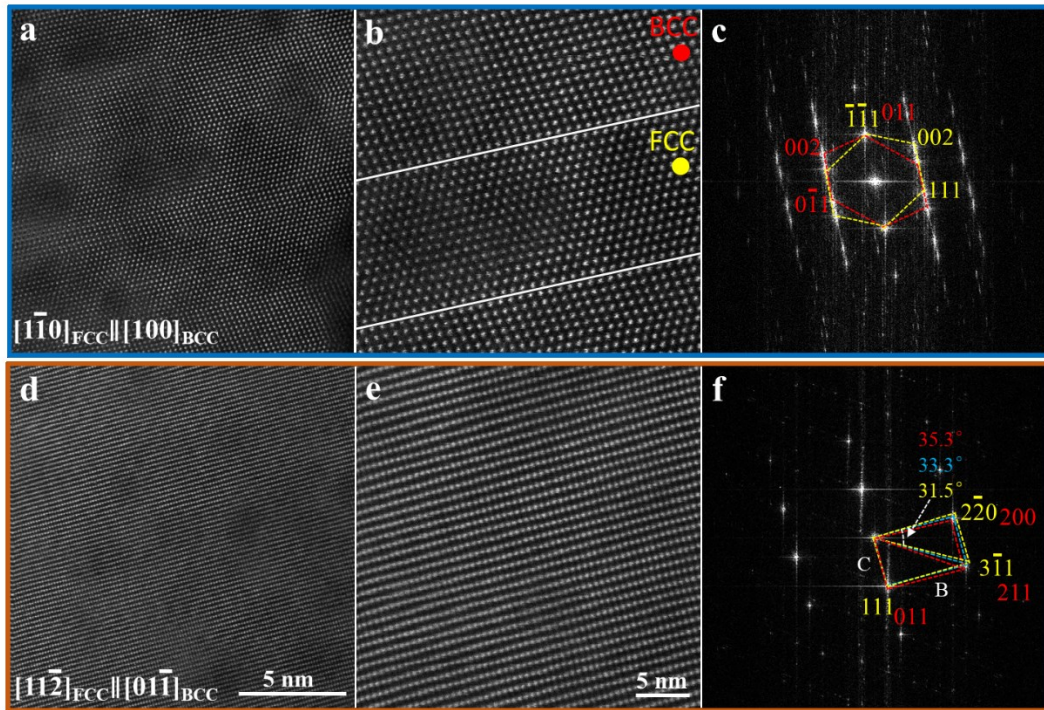 a
b
BCC
FCC
c
1̅1̅1 011
002
002
01̅1
111
[11̅0]FCC∥[100]BCC
d
e
f
35.3°
33.3°
31.5°
22̅0 200
C
31̅1
B
211
111 011
[112̅]FCC∥[011̅]BCC
5 nm
5 nm